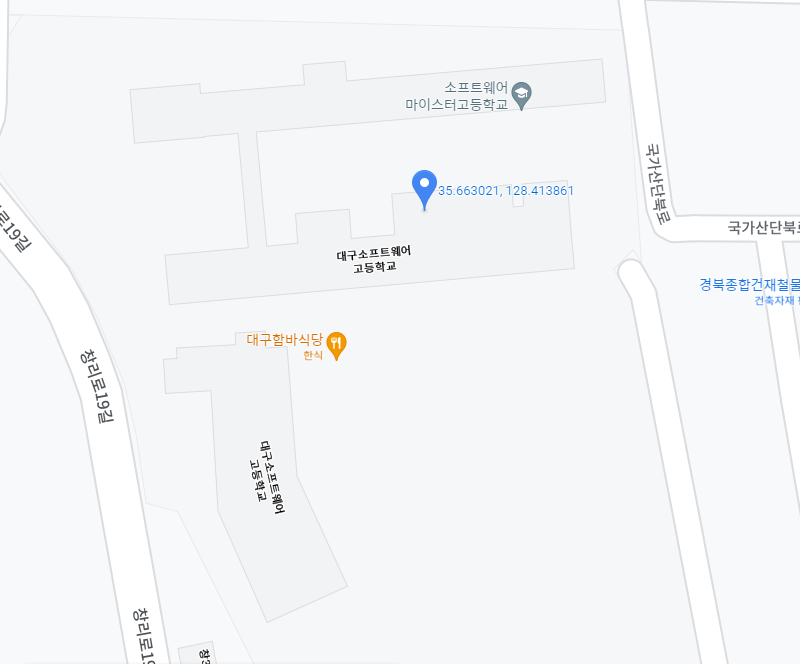 소프트웨어
마이스터고등학교
국가산단북로
35.663021, 128.413861
로19길
국가산단북로
대구소프트웨어
고등학교
경북종합건재철물
건축자재
대구함바식당
한식
창리로19길
대구소프트웨어
고등학교
창리로19